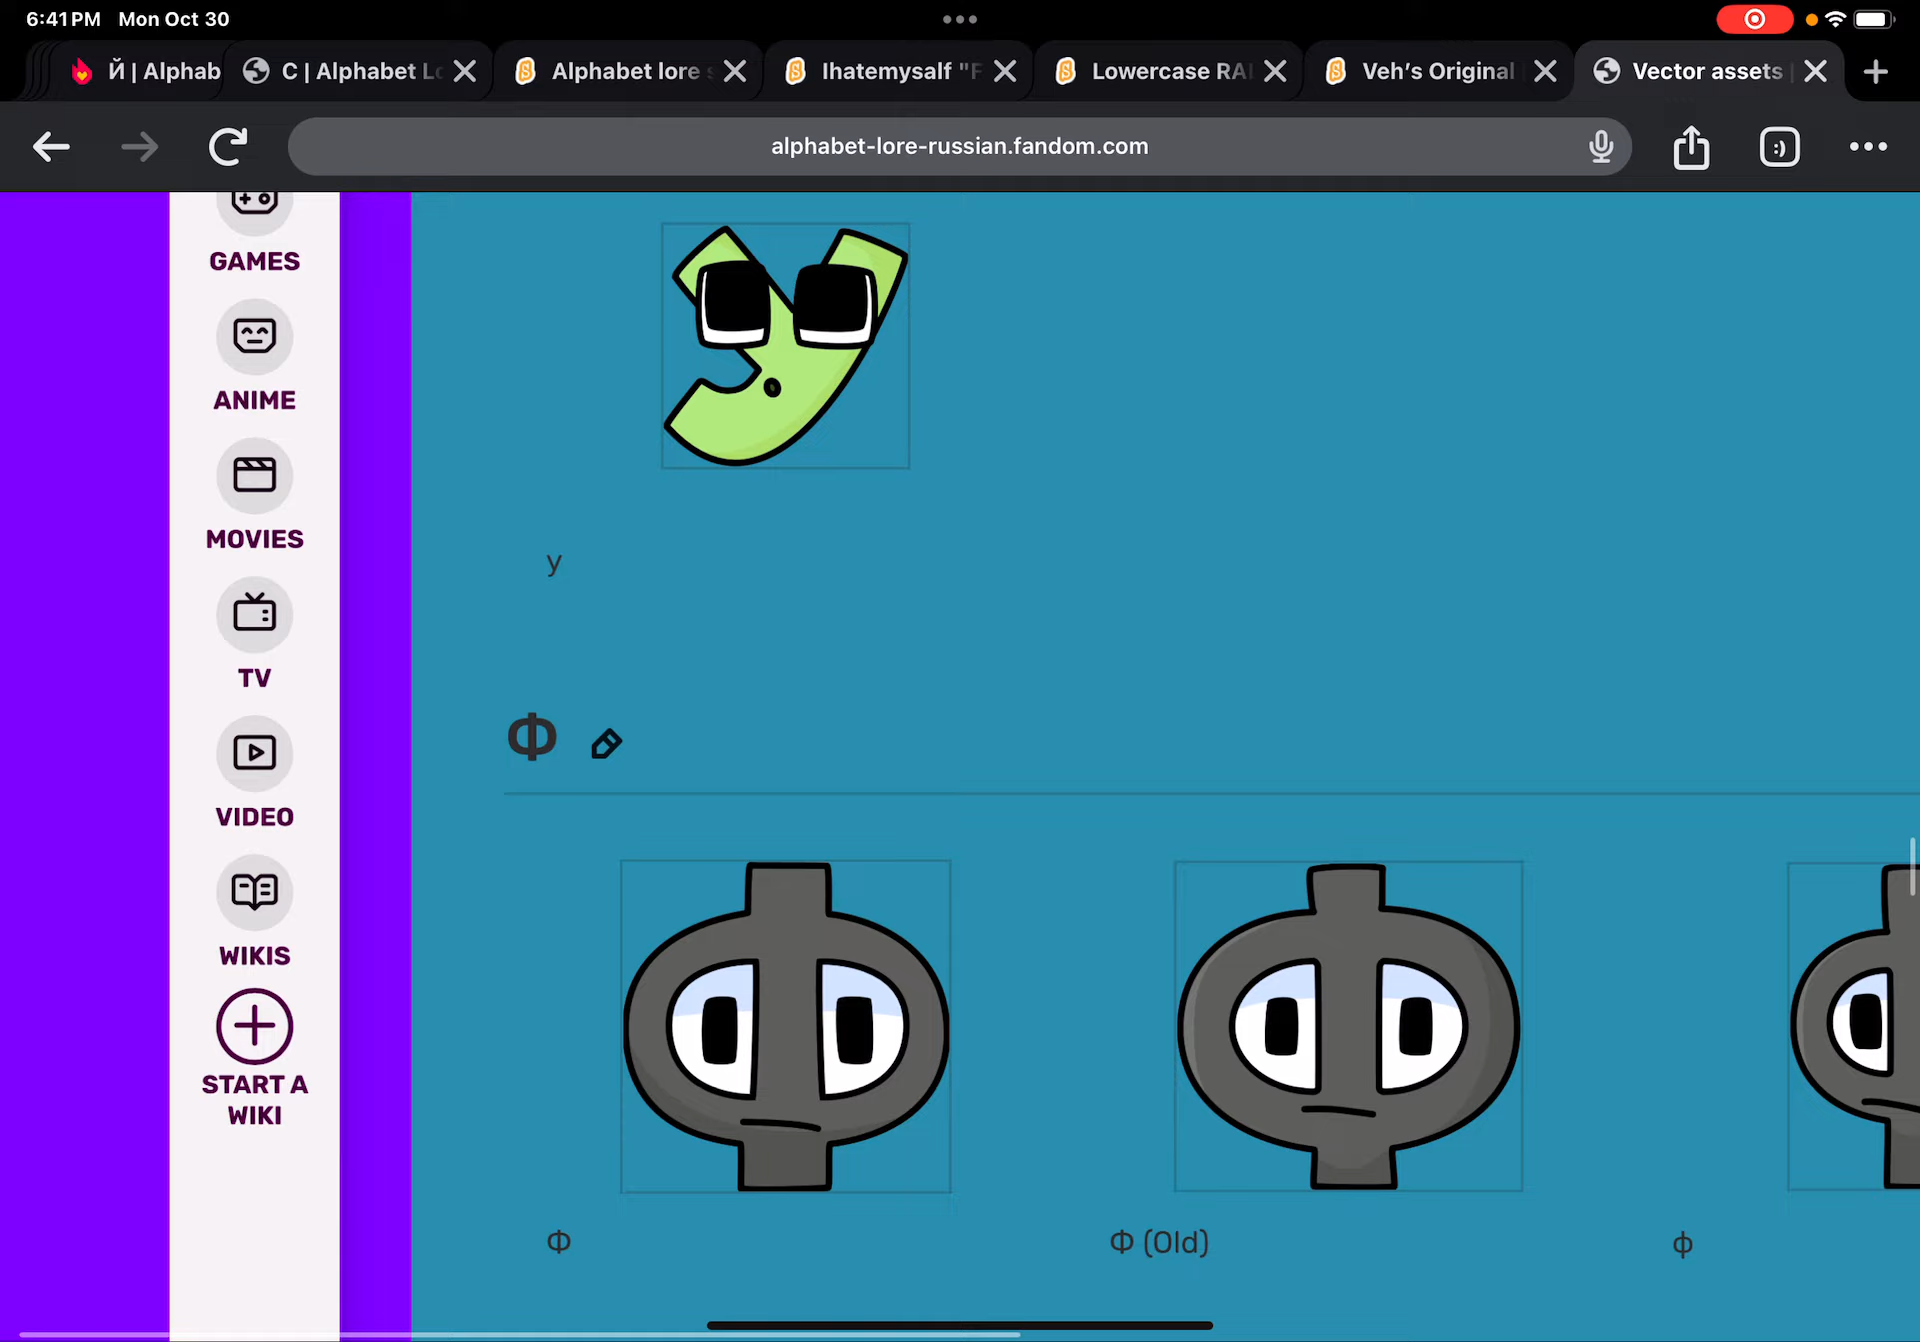 6:41 PM Mon Oct 30
Й | Alphab
С | Alphabet Lo
Alphabet lore s
Ihatemysalf "F
Lowercase RA
Veh's Original
Vector assets |
alphabet-lore-russian.fandom.com
GAMES
ANIME
MOVIES
TV
VIDEO
WIKIS
START A
WIKI
у
Ф
Ф
Ф (Old)
ф